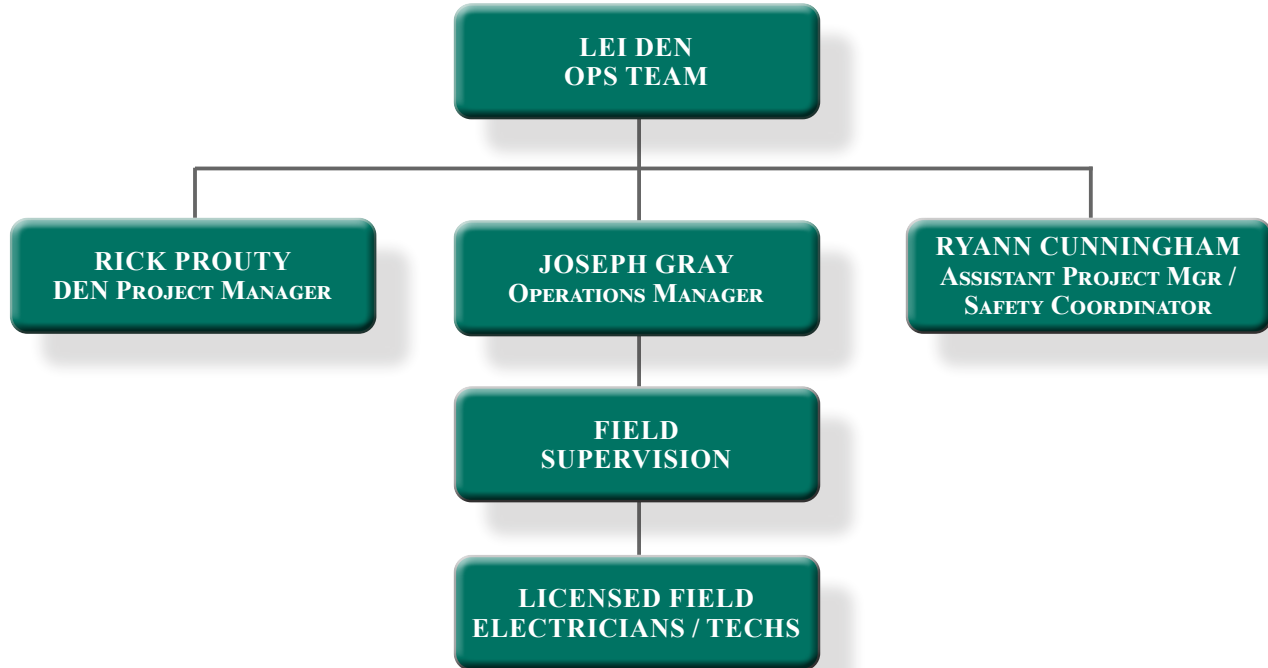 LEI DEN
OPS TEAM
RICK PROUTY
DEN Project Manager
JOSEPH GRAY
Operations Manager
RYANN CUNNINGHAM
Assistant Project Mgr /
Safety Coordinator
FIELD
SUPERVISION
LICENSED FIELD
ELECTRICIANS / TECHS